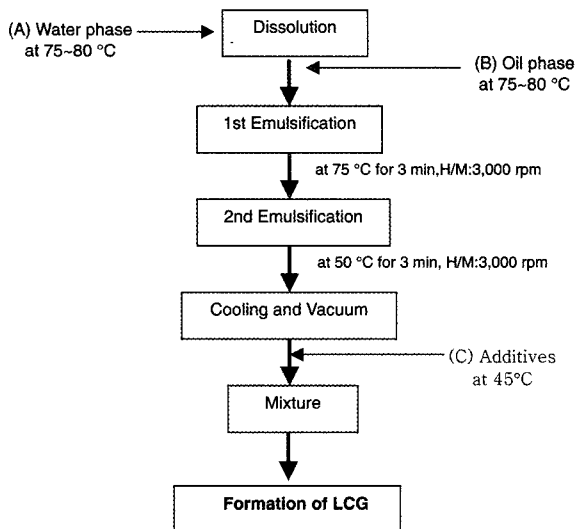 Dissolution
(A) Water phase
at 75~80 °C
(B) Oil phase
at 75~80 °C
1st Emulsification
at 75 °C for 3 min,H/M:3,000 rpm
2nd Emulsification
at 50 °C for 3 min, H/M:3,000 rpm
Cooling and Vacuum
(C) Additives
at 45°C
Mixture
Formation of LCG